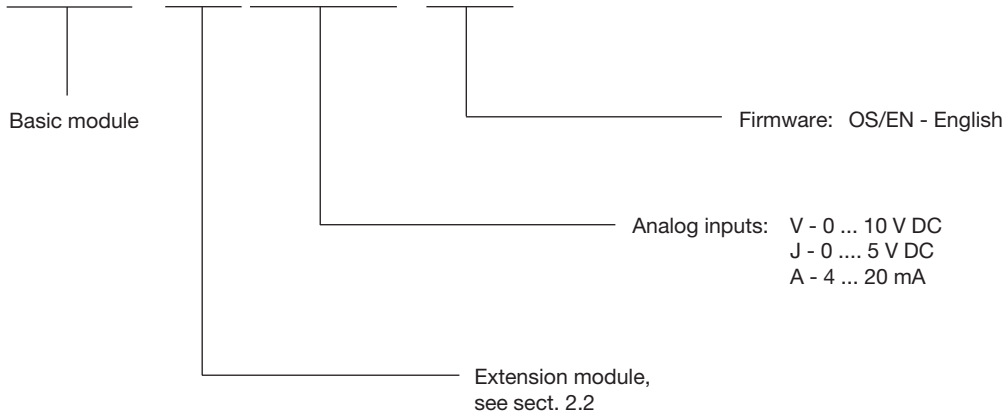 Basic module
Firmware: OS/EN - English
Analog inputs: V - 0 ... 10 V DC
J - 0 .... 5 V DC
A - 4 ... 20 mA
Extension module,
see sect. 2.2